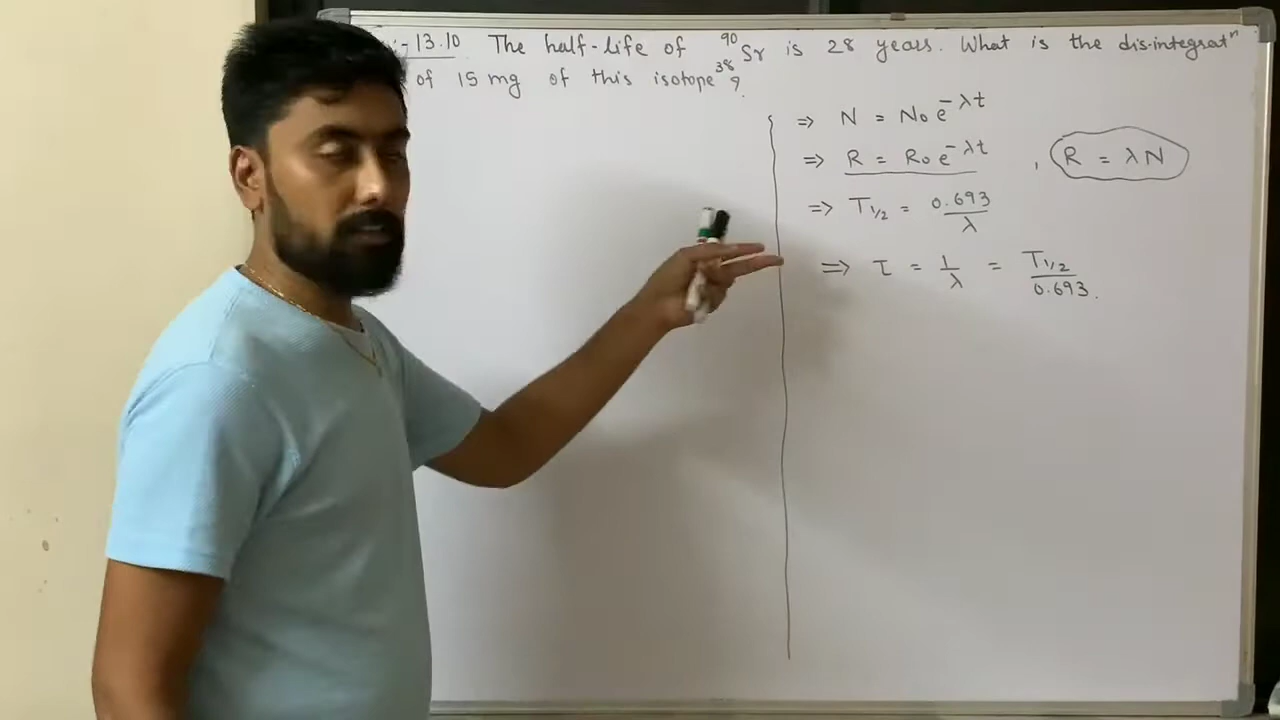 - 13.10 The half-life of ⁹⁰₃₈Sr is 28 years. What is the disintegratⁿ
of 15 mg of this isotope ?
=> N = N₀ e^-λt
=> R = R₀ e^-λt , R = λN
=> T1/2 = 0.693/λ
=> τ = 1/λ = T1/2/0.693.